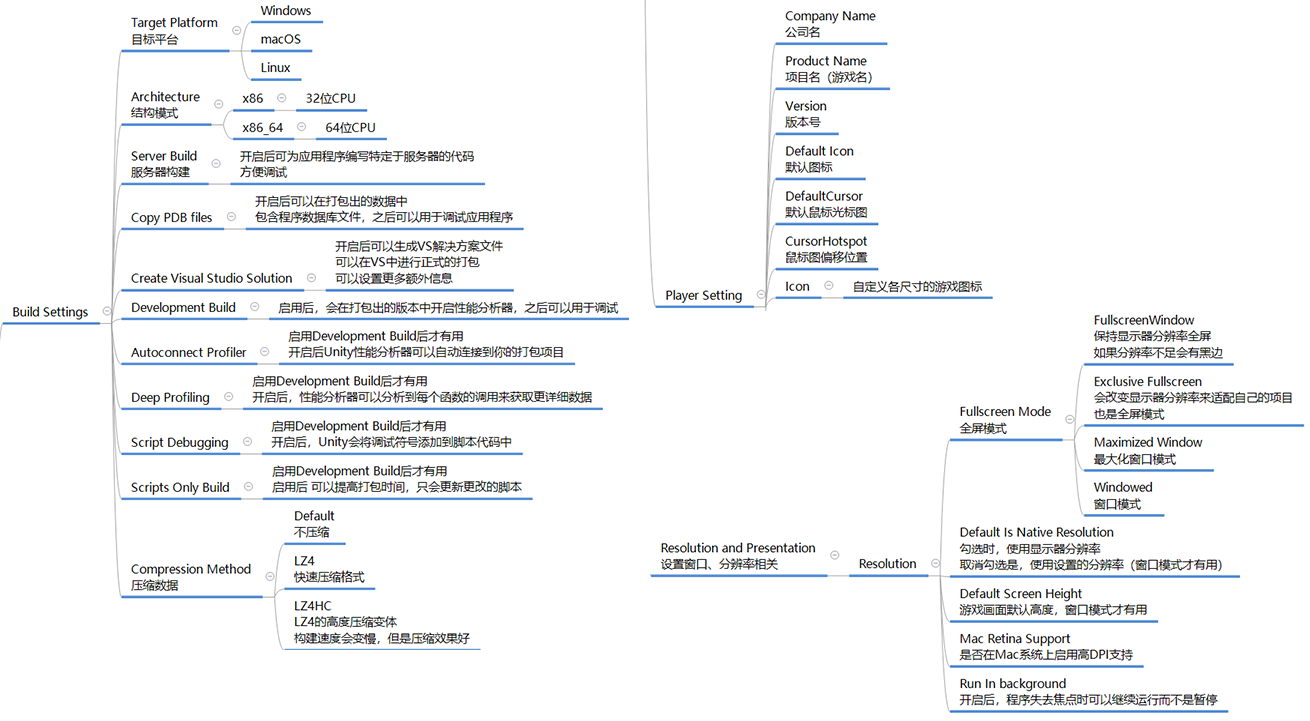 Build Settings
Target Platform
目标平台
Windows
macOS
Linux
Architecture
结构模式
x86
32位CPU
x86_64
64位CPU
Server Build
服务器构建
开启后可为应用程序编写特定于服务器的代码
方便调试
Copy PDB files
开启后可以在打包出的数据中
包含程序数据库文件，之后可以用于调试应用程序
Create Visual Studio Solution
开启后可以生成VS解决方案文件
可以在VS中进行正式的打包
可以设置更多额外信息
Development Build
启用后，会在打包出的版本中开启性能分析器，之后可以用于调试
Autoconnect Profiler
启用Development Build后才有用
开启后Unity性能分析器可以自动连接到你的打包项目
Deep Profiling
启用Development Build后才有用
开启后，性能分析器可以分析到每个函数的调用来获取更详细数据
Script Debugging
启用Development Build后才有用
开启后，Unity会将调试符号添加到脚本代码中
Scripts Only Build
启用Development Build后才有用
启用后 可以提高打包时间，只会更新更改的脚本
Compression Method
压缩数据
Default
不压缩
LZ4
快速压缩格式
LZ4HC
LZ4的高度压缩变体
构建速度会变慢，但是压缩效果好
Player Setting
Company Name
公司名
Product Name
项目名（游戏名）
Version
版本号
Default Icon
默认图标
DefaultCursor
默认鼠标光标图
CursorHotspot
鼠标图偏移位置
Icon
自定义各尺寸的游戏图标
Resolution and Presentation
设置窗口、分辨率相关
Resolution
Fullscreen Mode
全屏模式
FullscreenWindow
保持显示器分辨率全屏
如果分辨率不足会有黑边
Exclusive Fullscreen
会改变显示器分辨率来适配自己的项目
也是全屏模式
Maximized Window
最大化窗口模式
Windowed
窗口模式
Default Is Native Resolution
勾选时，使用显示器分辨率
取消勾选是，使用设置的分辨率（窗口模式才有用）
Default Screen Height
游戏画面默认高度，窗口模式才有用
Mac Retina Support
是否在Mac系统上启用高DPI支持
Run In background
开启后，程序失去焦点时可以继续运行而不是暂停